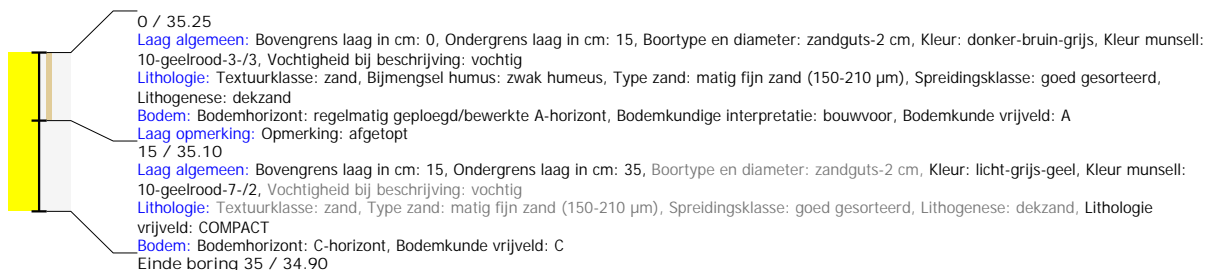 0 / 35.25
Laag algemeen: Bovengrens laag in cm: 0, Ondergrens laag in cm: 15, Boortype en diameter: zandguts-2 cm, Kleur: donker-bruin-grijs, Kleur munsell:
10-geelrood-3-/3, Vochtigheid bij beschrijving: vochtig
Lithologie: Textuurklasse: zand, Bijmengsel humus: zwak humeus, Type zand: matig fijn zand (150-210 µm), Spreidingsklasse: goed gesorteerd,
Lithogenese: dekzand
Bodem: Bodemhorizont: regelmatig geploegd/bewerkte A-horizont, Bodemkundige interpretatie: bouwvoor, Bodemkunde vrijveld: A
Laag opmerking: Opmerking: afgetopt
15 / 35.10
Laag algemeen: Bovengrens laag in cm: 15, Ondergrens laag in cm: 35, Boortype en diameter: zandguts-2 cm, Kleur: licht-grijs-geel, Kleur munsell:
10-geelrood-7-/2, Vochtigheid bij beschrijving: vochtig
Lithologie: Textuurklasse: zand, Type zand: matig fijn zand (150-210 µm), Spreidingsklasse: goed gesorteerd, Lithogenese: dekzand, Lithologie
vrijveld: COMPACT
Bodem: Bodemhorizont: C-horizont, Bodemkunde vrijveld: C
Einde boring 35 / 34.90